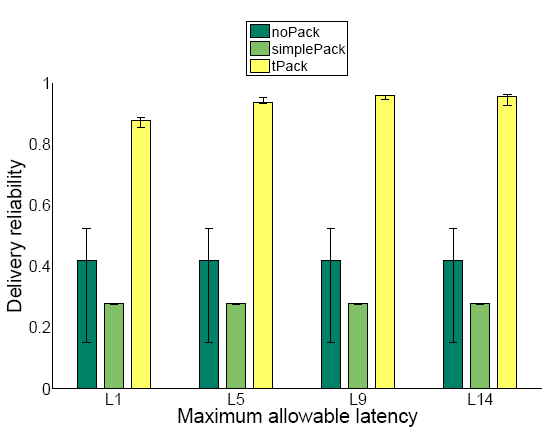 noPack
simplePack
tPack
1
0.8
0.6
0.4
0.2
0
Delivery reliability
L1 L5 L9 L14
Maximum allowable latency